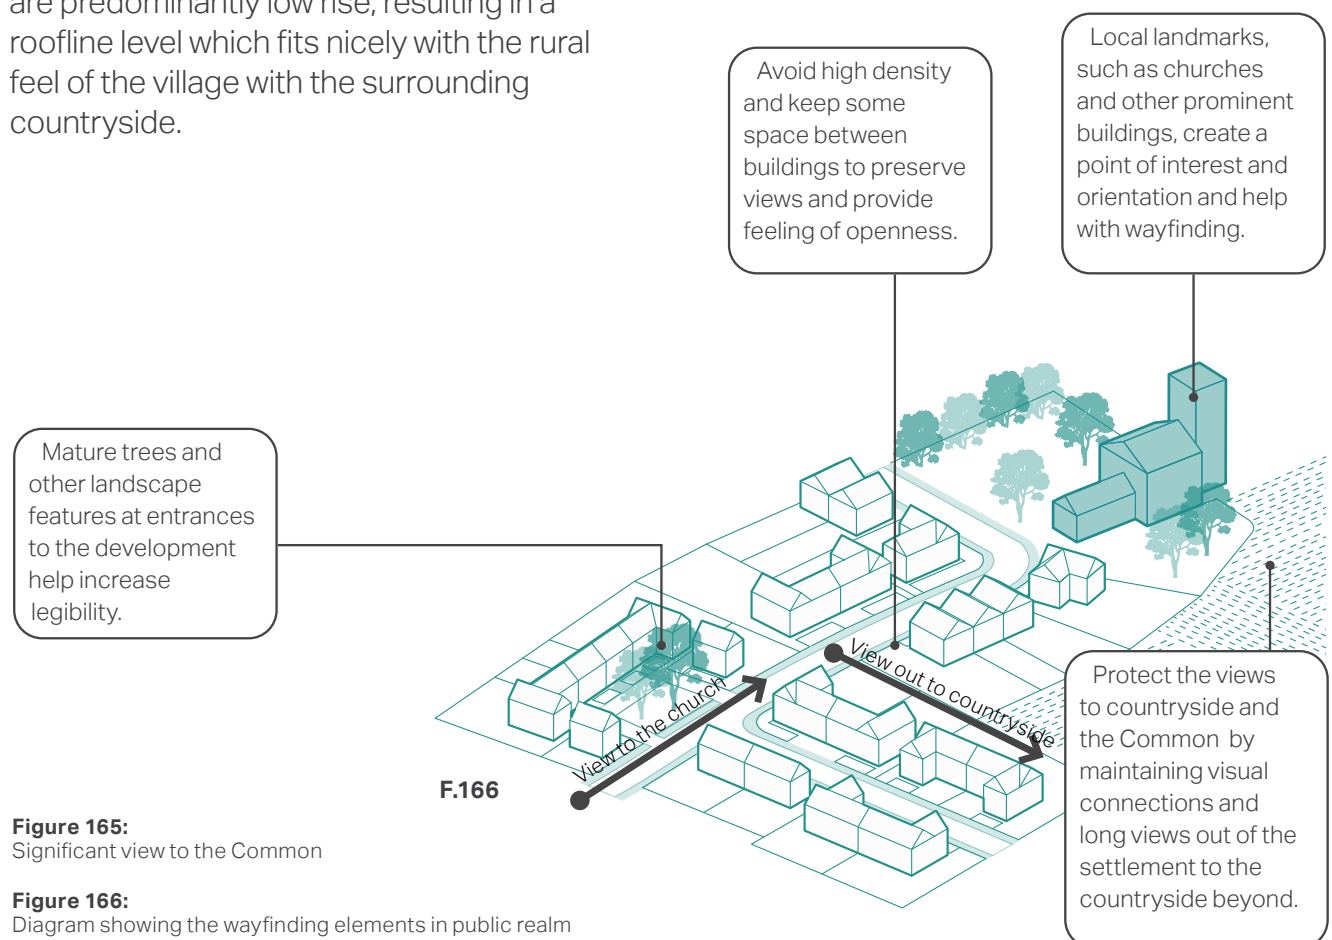 are predominantly low rise, resulting in a
roofline level which fits nicely with the rural
feel of the village with the surrounding
countryside.
Avoid high density
and keep some
space between
buildings to preserve
views and provide
feeling of openness.
Local landmarks,
such as churches
and other prominent
buildings, create a
point of interest and
orientation and help
with wayfinding.
Mature trees and
other landscape
features at entrances
to the development
help increase
legibility.
View to the church
View out to countryside
Protect the views
to countryside and
the Common by
maintaining visual
connections and
long views out of the
settlement to the
countryside beyond.
F.166
Figure 165:
Significant view to the Common
Figure 166:
Diagram showing the wayfinding elements in public realm